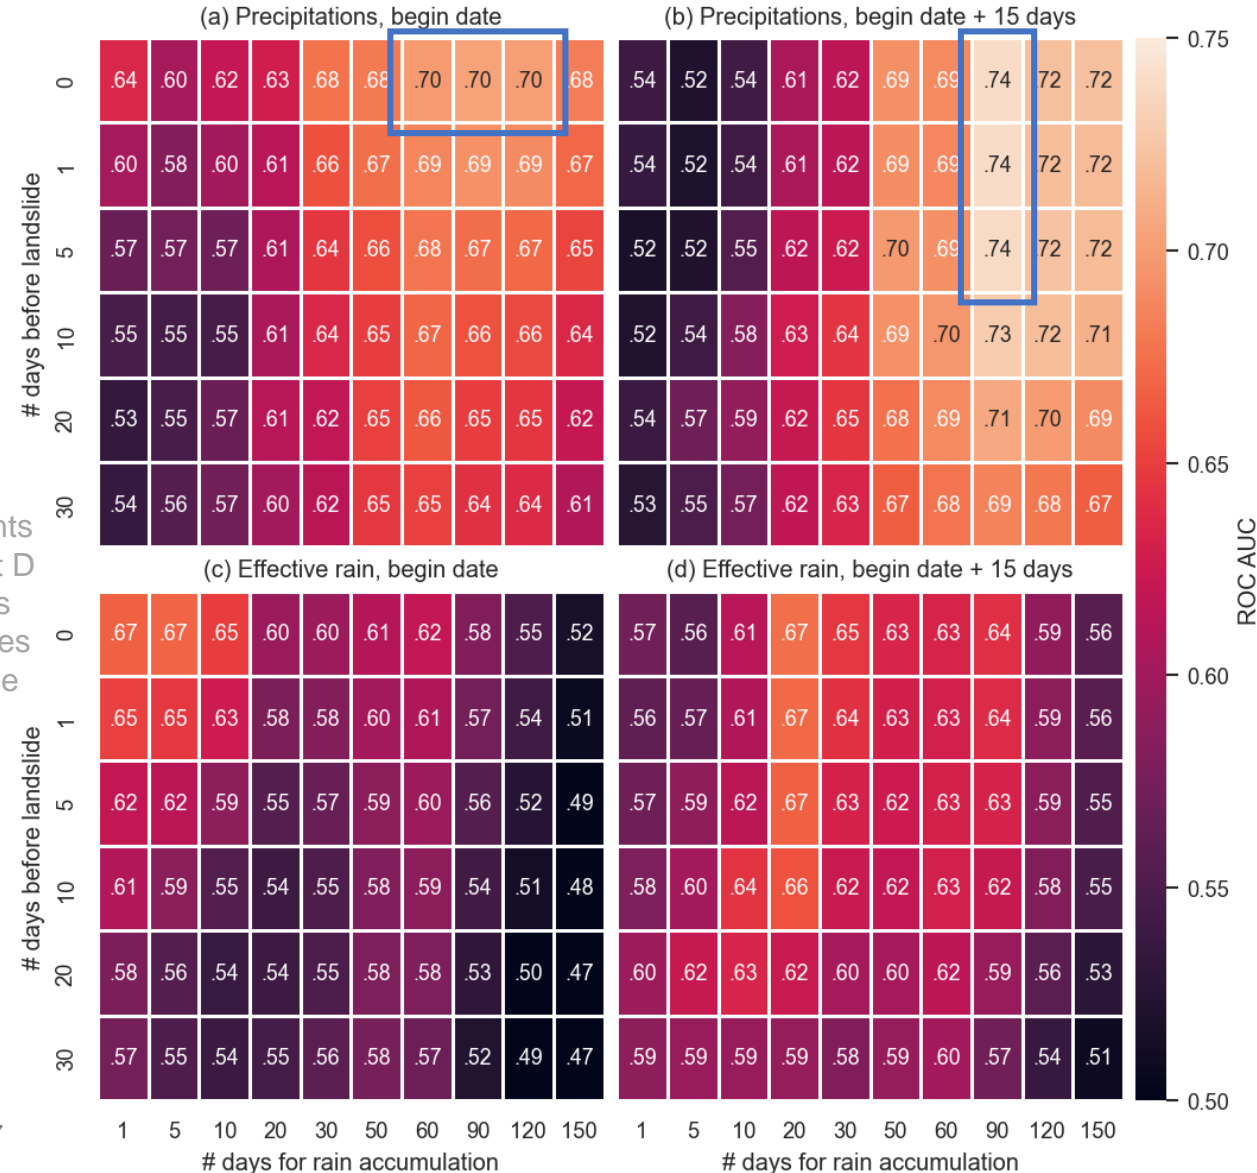 (a) Precipitations, begin date
(b) Precipitations, begin date + 15 days
0 .64 .60 .62 .63 .68 .68 .70 .70 .70 .68 .54 .52 .54 .61 .62 .69 .69 .74 .72 .72
1 .60 .58 .60 .61 .66 .67 .69 .69 .69 .67 .54 .52 .54 .61 .62 .69 .69 .74 .72 .72
5 .57 .57 .57 .61 .64 .66 .68 .67 .67 .65 .52 .52 .55 .62 .62 .70 .69 .74 .72 .72
10 .55 .55 .55 .61 .64 .65 .67 .66 .66 .64 .52 .54 .58 .63 .64 .69 .70 .73 .72 .71
20 .53 .55 .57 .61 .62 .65 .66 .65 .65 .62 .54 .57 .59 .62 .65 .68 .69 .71 .70 .69
30 .54 .56 .57 .60 .62 .65 .65 .64 .64 .61 .53 .55 .57 .62 .63 .67 .68 .69 .68 .67
# days before landslide
(c) Effective rain, begin date
(d) Effective rain, begin date + 15 days
0 .67 .67 .65 .60 .60 .61 .62 .58 .55 .52 .57 .56 .61 .67 .65 .63 .63 .64 .59 .56
1 .65 .65 .63 .58 .58 .60 .61 .57 .54 .51 .56 .57 .61 .67 .64 .63 .63 .64 .59 .56
5 .62 .62 .59 .55 .57 .59 .60 .56 .52 .49 .57 .59 .62 .67 .63 .62 .63 .63 .59 .55
10 .61 .59 .55 .54 .55 .58 .59 .54 .51 .48 .58 .60 .64 .66 .62 .62 .63 .62 .58 .55
20 .58 .56 .54 .54 .55 .58 .58 .53 .50 .47 .60 .62 .63 .62 .60 .60 .62 .59 .56 .53
30 .57 .55 .54 .55 .56 .58 .57 .52 .49 .47 .59 .59 .59 .59 .58 .59 .60 .57 .54 .51
# days before landslide
1 5 10 20 30 50 60 90 120 150
1 5 10 20 30 50 60 90 120 150
# days for rain accumulation
# days for rain accumulation
0.75
0.70
0.65
0.60
0.55
0.50
ROC AUC